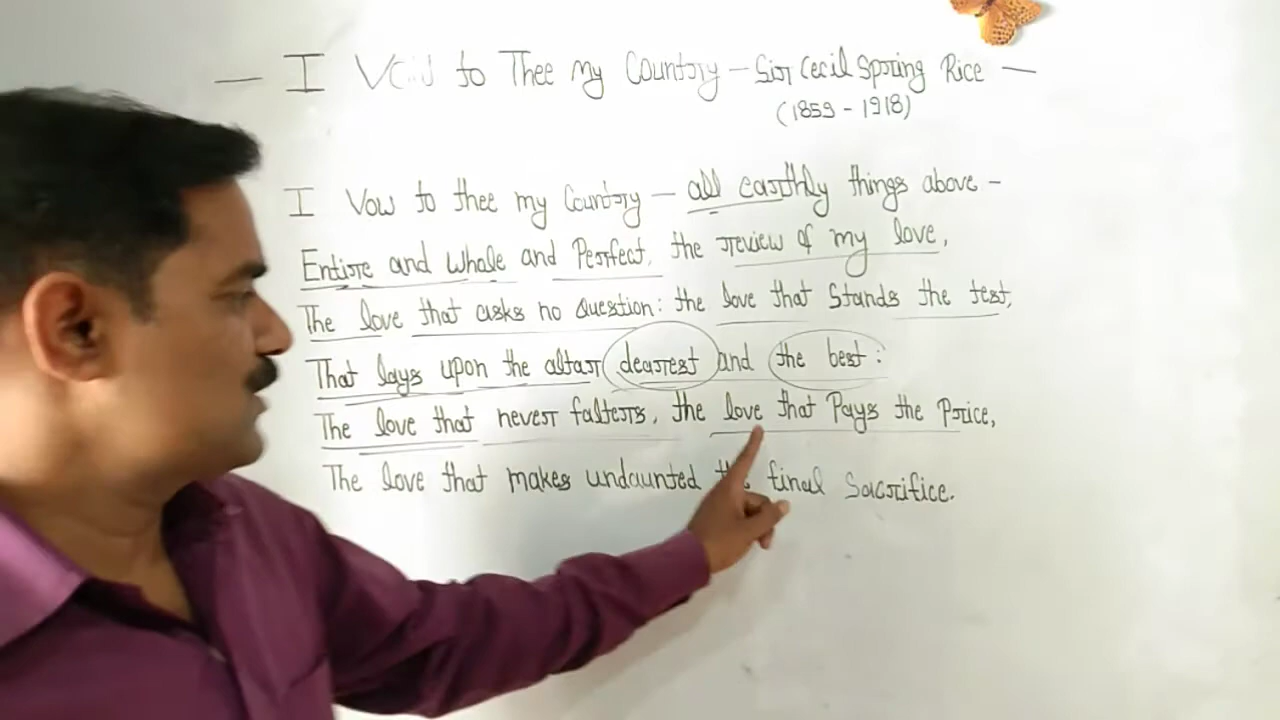 — I to Thee My Country — Sir Cecil Spring Rice —
(1859 - 1918)
I Vow to thee my Country — all earthly things above –
Entire and Whole and Perfect, the review of my love,
The love that asks no Question: the love that Stands the test,
That lays upon the altar dearest and the best:
The love that never falters, the love that Pays the Price,
The love that makes undaunted final Sacrifice.